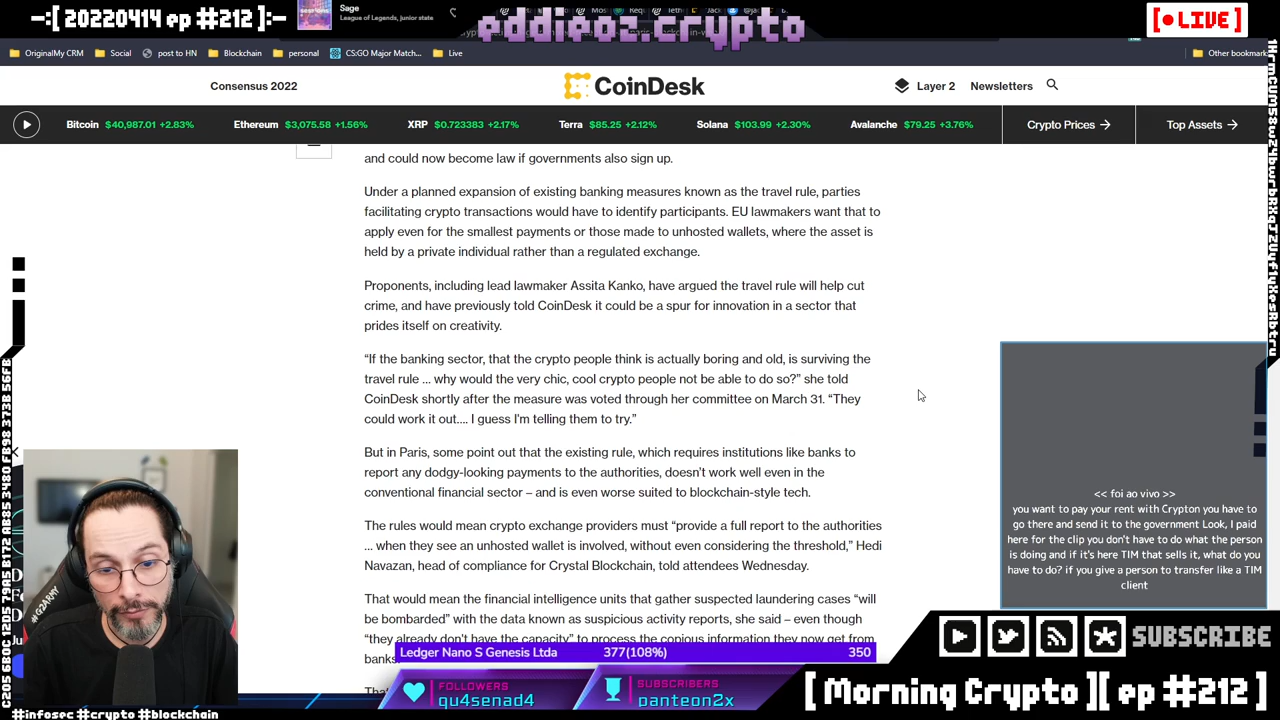 -:[ 20220414 ep #212 ]:-
Sage
League of Legends, junior state
eddieoz.crypto
[ LIVE ]
OriginalMy CRM
Social
post to HN
Blockchain
personal
CS:GO Major Match...
Live
Other bookmark
Consensus 2022
CoinDesk
Layer 2
Newsletters
Bitcoin $40,987.01 +2.83%
Ethereum $3,075.58 +1.56%
XRP $0.723383 +2.17%
Terra $85.25 +2.12%
Solana $103.99 +2.30%
Avalanche $79.25 +3.76%
Crypto Prices →
Top Assets →
and could now become law if governments also sign up.
Under a planned expansion of existing banking measures known as the travel rule, parties
facilitating crypto transactions would have to identify participants. EU lawmakers want that to
apply even for the smallest payments or those made to unhosted wallets, where the asset is
held by a private individual rather than a regulated exchange.
Proponents, including lead lawmaker Assita Kanko, have argued the travel rule will help cut
crime, and have previously told CoinDesk it could be a spur for innovation in a sector that
prides itself on creativity.
“If the banking sector, that the crypto people think is actually boring and old, is surviving the
travel rule … why would the very chic, cool crypto people not be able to do so?” she told
CoinDesk shortly after the measure was voted through her committee on March 31. “They
could work it out…. I guess I'm telling them to try.”
But in Paris, some point out that the existing rule, which requires institutions like banks to
report any dodgy-looking payments to the authorities, doesn’t work well even in the
conventional financial sector – and is even worse suited to blockchain-style tech.
The rules would mean crypto exchange providers must “provide a full report to the authorities
… when they see an unhosted wallet is involved, without even considering the threshold,” Hedi
Navazan, head of compliance for Crystal Blockchain, told attendees Wednesday.
That would mean the financial intelligence units that gather suspected laundering cases “will
be bombarded” with the data known as suspicious activity reports, she said – even though
“they already don’t have the capacity” to process the copious information they now get from
banks.
<< foi ao vivo >>
you want to pay your rent with Crypton you have to
go there and send it to the government Look, I paid
here for the clip you don't have to do what the person
is doing and if it's here TIM that sells it, what do you
have to do? if you give a person to transfer like a TIM
client
Ledger Nano S Genesis Ltda 377(108%) 350
FOLLOWERS
qu4senad4
SUBSCRIBERS
panteon2x
SUBSCRIBE
[ Morning Crypto ][ ep #212 ]
#infosec #crypto #blockchain